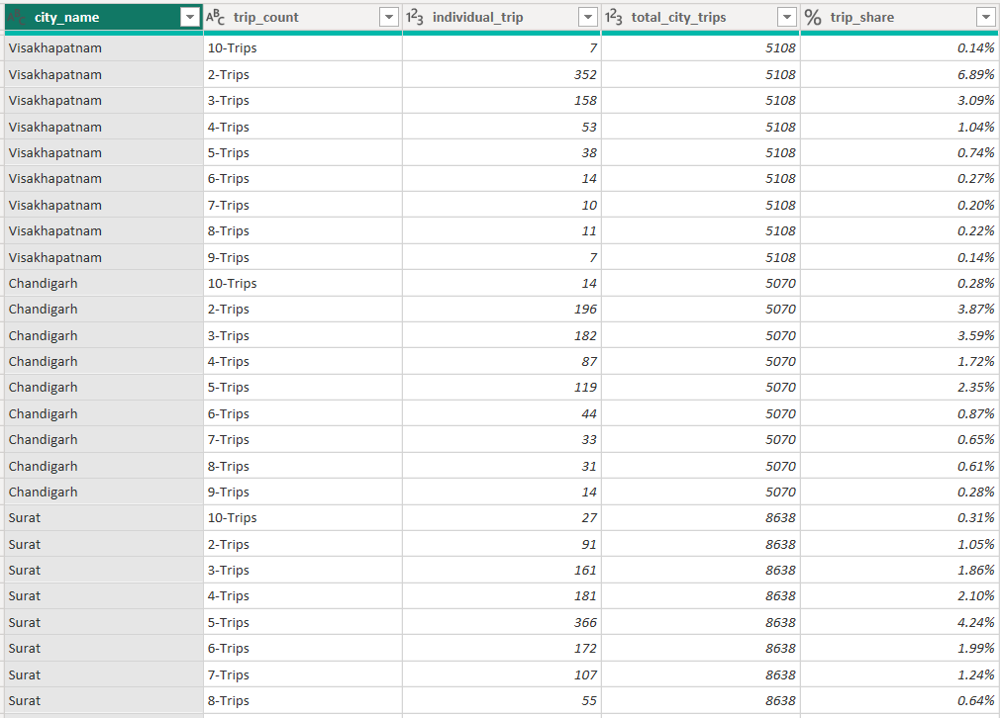 city_name ABC trip_count 123 individual_trip 123 total_city_trips % trip_share
Visakhapatnam 10-Trips 7 5108 0.14%
Visakhapatnam 2-Trips 352 5108 6.89%
Visakhapatnam 3-Trips 158 5108 3.09%
Visakhapatnam 4-Trips 53 5108 1.04%
Visakhapatnam 5-Trips 38 5108 0.74%
Visakhapatnam 6-Trips 14 5108 0.27%
Visakhapatnam 7-Trips 10 5108 0.20%
Visakhapatnam 8-Trips 11 5108 0.22%
Visakhapatnam 9-Trips 7 5108 0.14%
Chandigarh 10-Trips 14 5070 0.28%
Chandigarh 2-Trips 196 5070 3.87%
Chandigarh 3-Trips 182 5070 3.59%
Chandigarh 4-Trips 87 5070 1.72%
Chandigarh 5-Trips 119 5070 2.35%
Chandigarh 6-Trips 44 5070 0.87%
Chandigarh 7-Trips 33 5070 0.65%
Chandigarh 8-Trips 31 5070 0.61%
Chandigarh 9-Trips 14 5070 0.28%
Surat 10-Trips 27 8638 0.31%
Surat 2-Trips 91 8638 1.05%
Surat 3-Trips 161 8638 1.86%
Surat 4-Trips 181 8638 2.10%
Surat 5-Trips 366 8638 4.24%
Surat 6-Trips 172 8638 1.99%
Surat 7-Trips 107 8638 1.24%
Surat 8-Trips 55 8638 0.64%